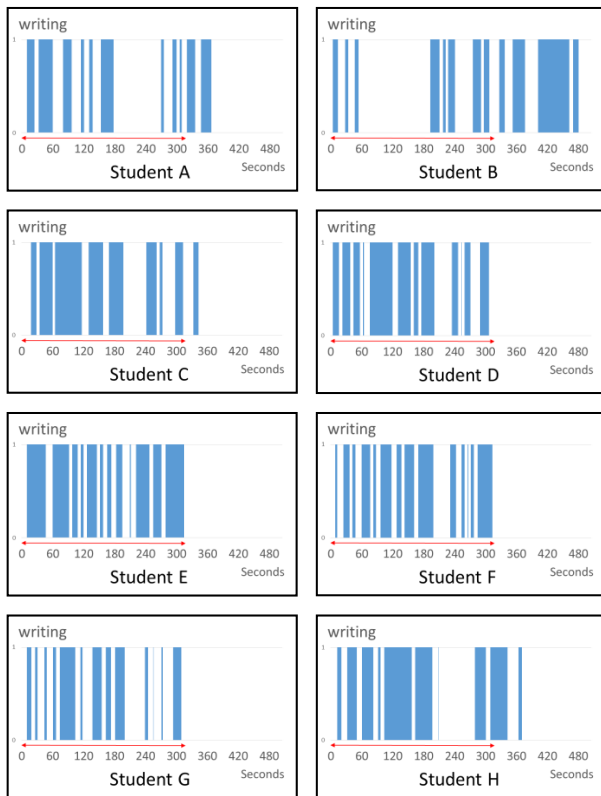 writing
1
0
0 60 120 180 240 300 360 420 480
Student A Seconds
writing
1
0
0 60 120 180 240 300 360 420 480
Student B Seconds
writing
1
0
0 60 120 180 240 300 360 420 480
Student C Seconds
writing
1
0
0 60 120 180 240 300 360 420 480
Student D Seconds
writing
1
0
0 60 120 180 240 300 360 420 480
Student E Seconds
writing
1
0
0 60 120 180 240 300 360 420 480
Student F Seconds
writing
1
0
0 60 120 180 240 300 360 420 480
Student G Seconds
writing
1
0
0 60 120 180 240 300 360 420 480
Student H Seconds